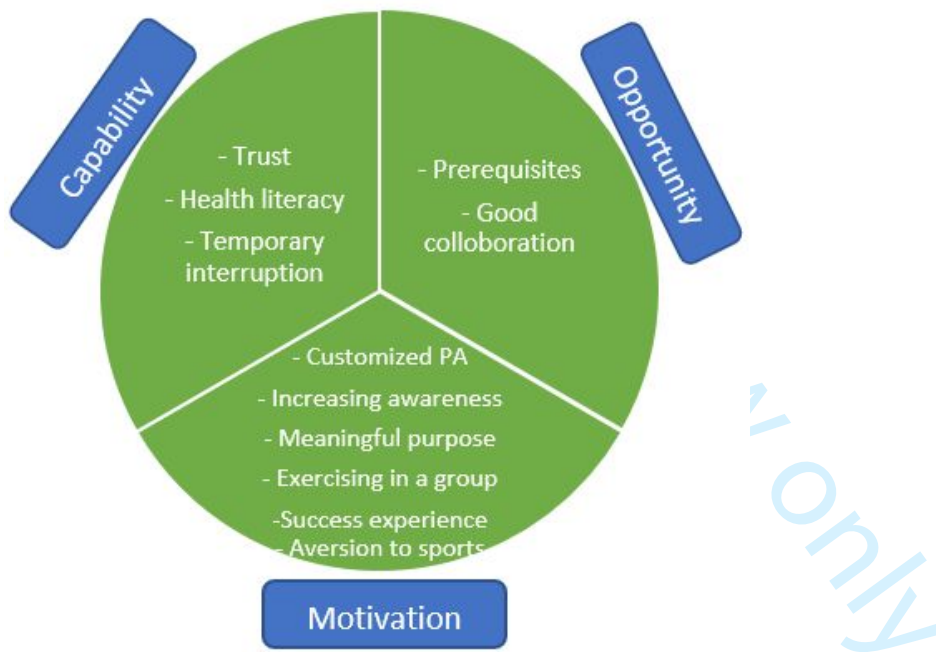 Capability
- Trust
- Health literacy
- Temporary
interruption
Opportunity
- Prerequisites
- Good
colloboration
- Customized PA
- Increasing awareness
- Meaningful purpose
- Exercising in a group
-Success experience
- Aversion to sports
Motivation
w only